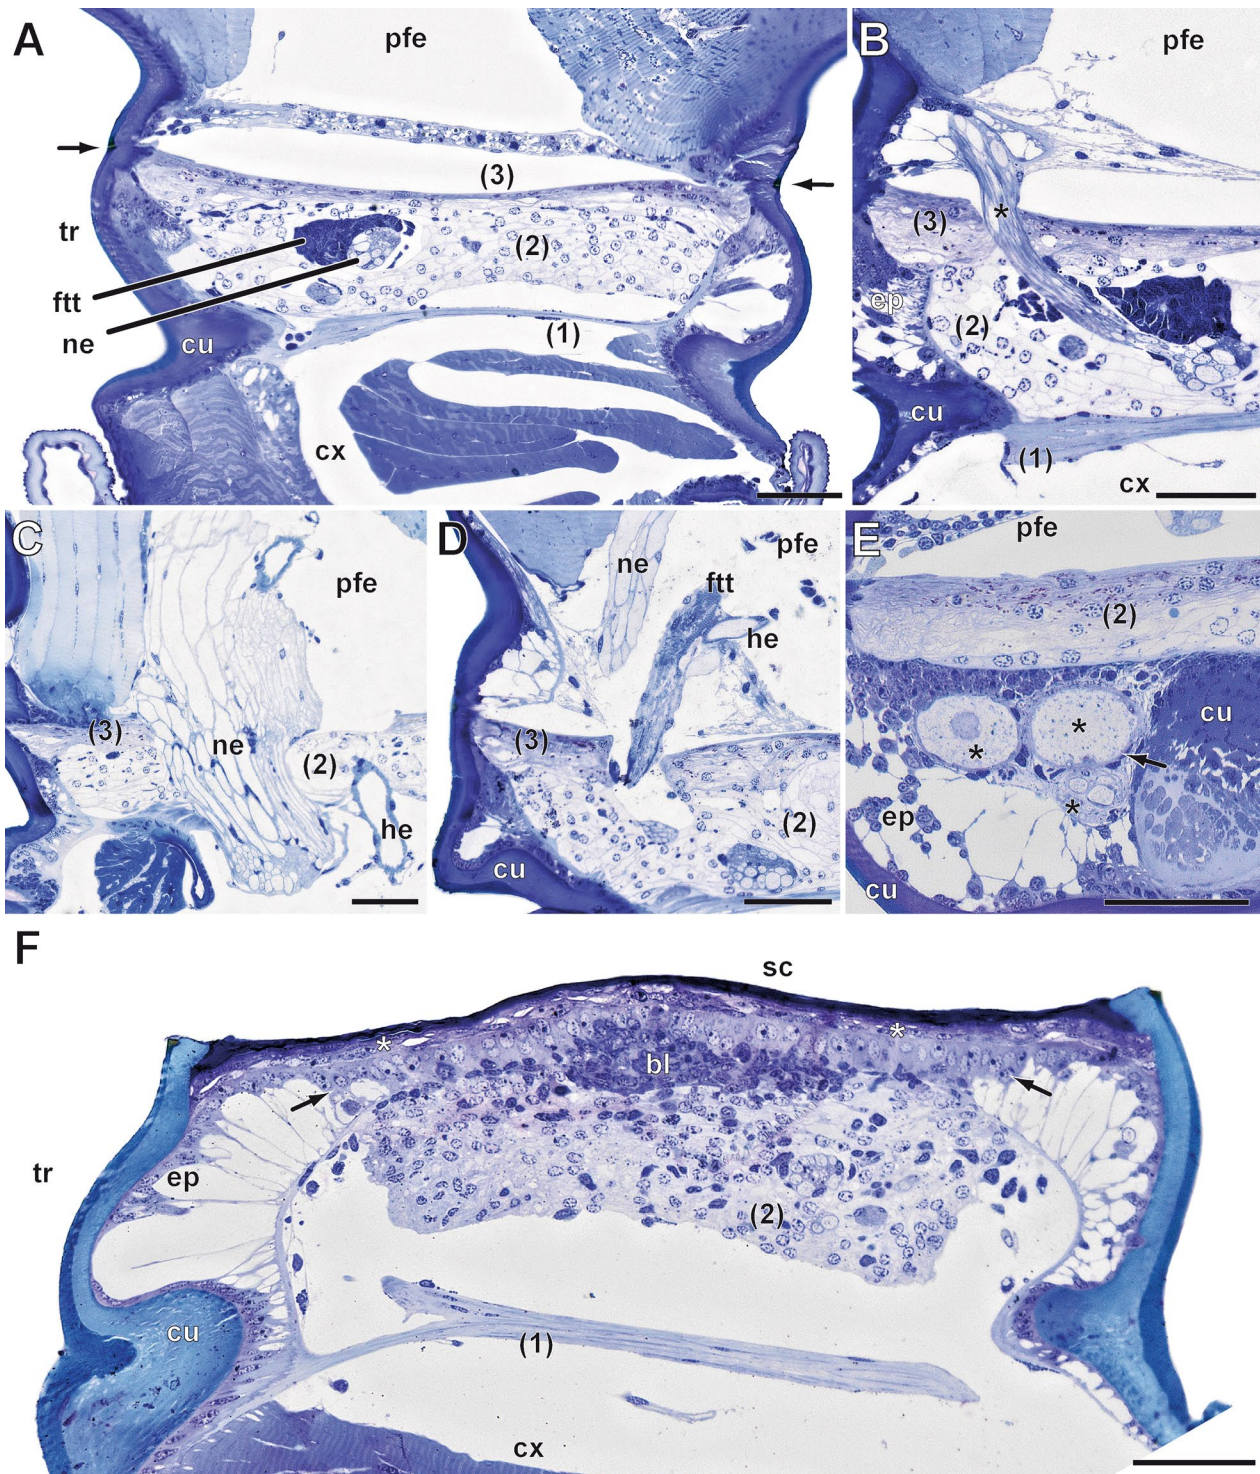 A
pfe
(3)
tr
(2)
ftt
ne
cu
(1)
cx
B
pfe
*
(3)
ep
(2)
cu
(1)
cx
C
pfe
(3)
ne
(2)
he
D
ne
pfe
ftt
he
(3)
(2)
cu
E
pfe
(2)
cu
*
*
*
ep
cu
F
sc
*
*
bl
tr
ep
(2)
cu
(1)
cx